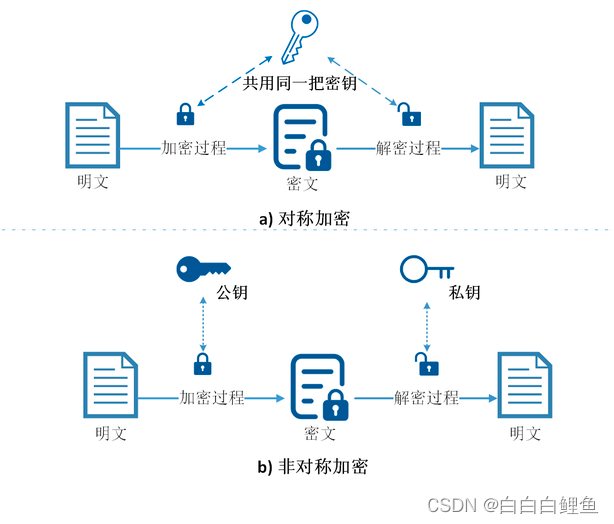 共用同一把密钥
加密过程
解密过程
明文
密文
明文
a) 对称加密
公钥
私钥
加密过程
解密过程
明文
密文
明文
b) 非对称加密
CSDN @白白白鲤鱼